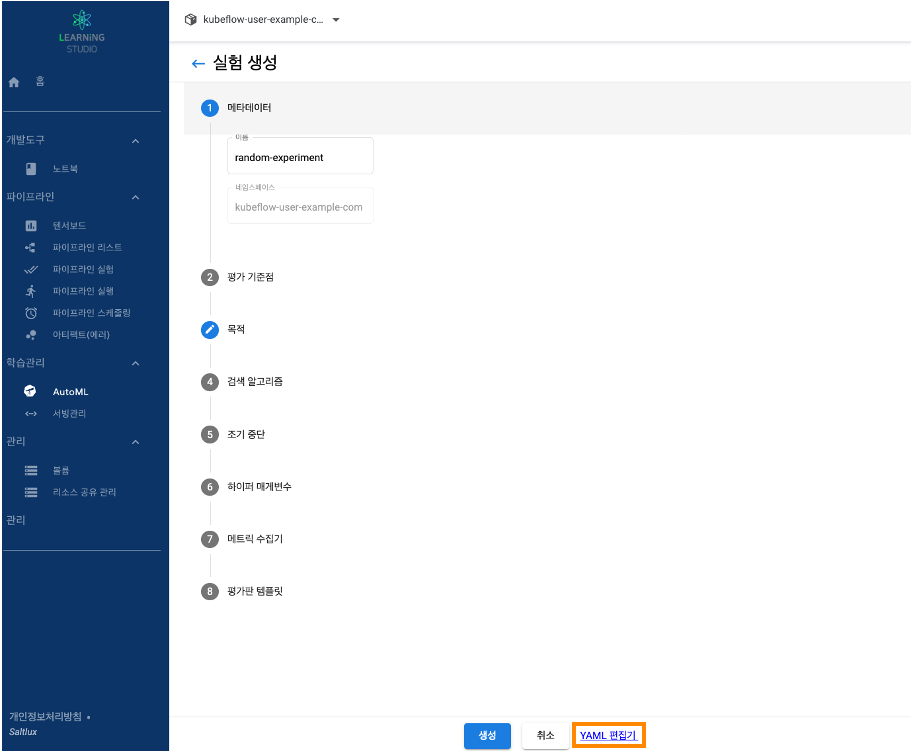 LEARNiNG
STUDIO
홈
개발도구
노트북
파이프라인
텐서보드
파이프라인 리스트
파이프라인 실험
파이프라인 실행
파이프라인 스케줄링
아티팩트(에러)
학습관리
AutoML
서빙관리
관리
볼륨
리소스 공유 관리
관리
개인정보처리방침 •
Saltlux
kubeflow-user-example-c...
실험 생성
1 메타데이터
이름
random-experiment
네임스페이스
kubeflow-user-example-com
2 평가 기준점
목적
4 검색 알고리즘
5 조기 중단
6 하이퍼 매게변수
7 메트릭 수집기
8 평가판 템플릿
생성 취소 YAML 편집기